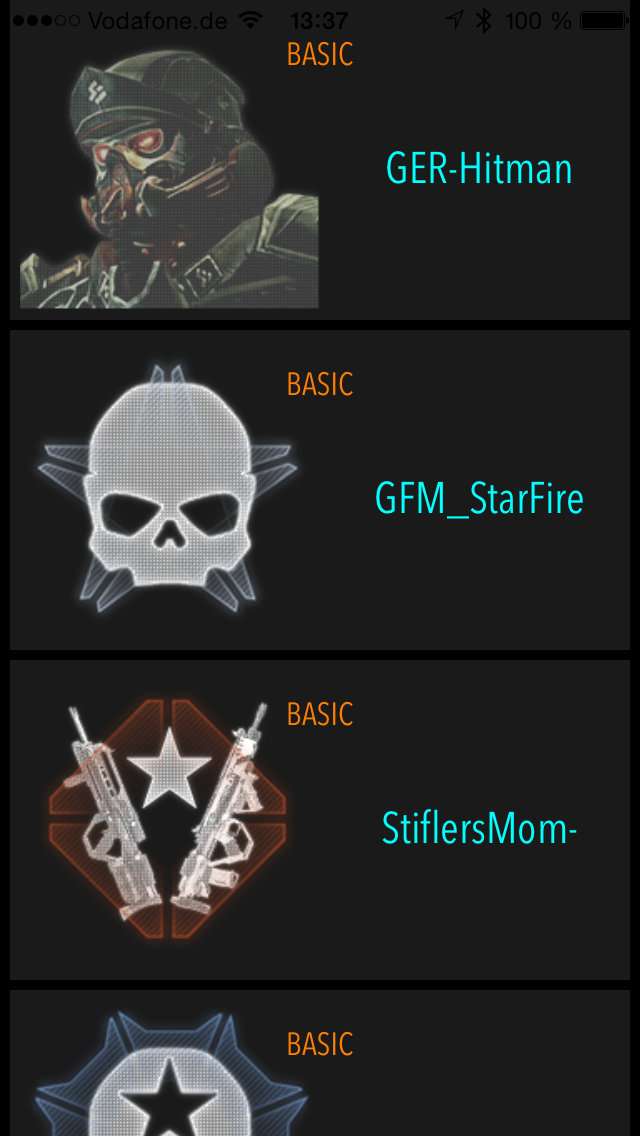 Vodafone.de 13:37 100 %
BASIC
GER-Hitman
BASIC
GFM_StarFire
BASIC
StiflersMom-
BASIC